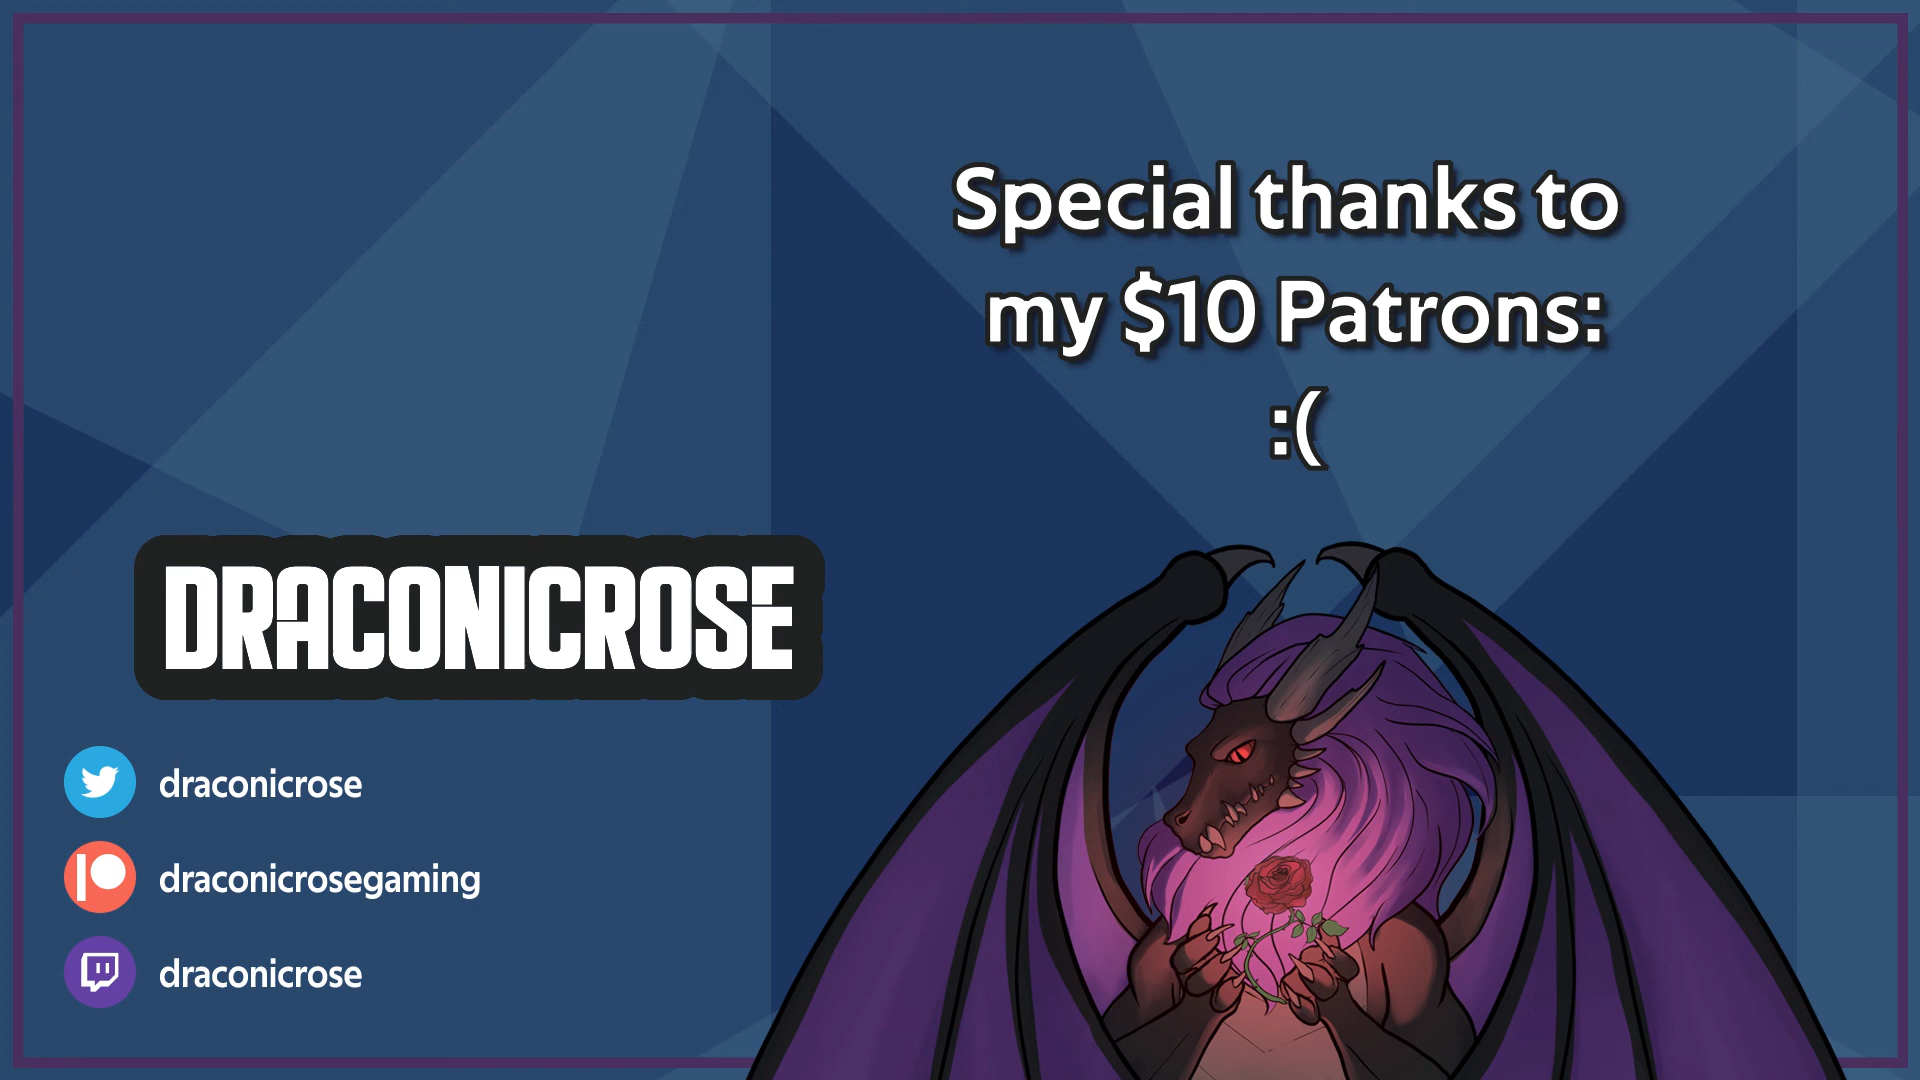 Special thanks to
my $10 Patrons:
:(
DRACONICROSE
draconicrose
draconicrosegaming
draconicrose